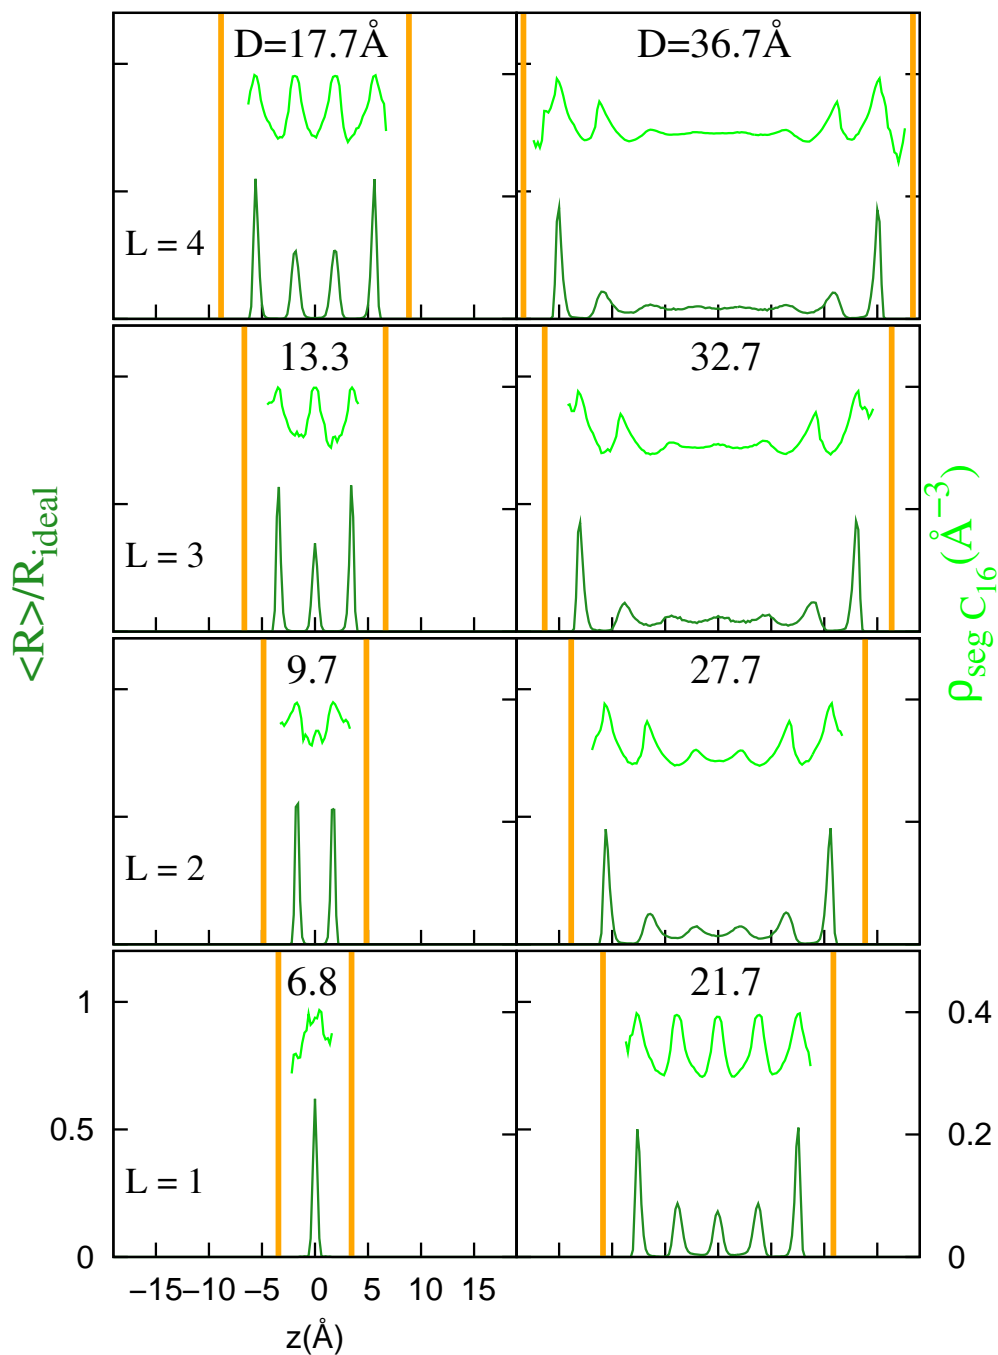 D=17.7Å
D=36.7Å
L = 4
13.3
32.7
L = 3
<R>/R_ideal
ρ_seg C_16 (Å^−3)
9.7
27.7
L = 2
6.8
21.7
1
0.5
0
0.4
0.2
0
L = 1
−15 −10 −5 0 5 10 15
z(Å)